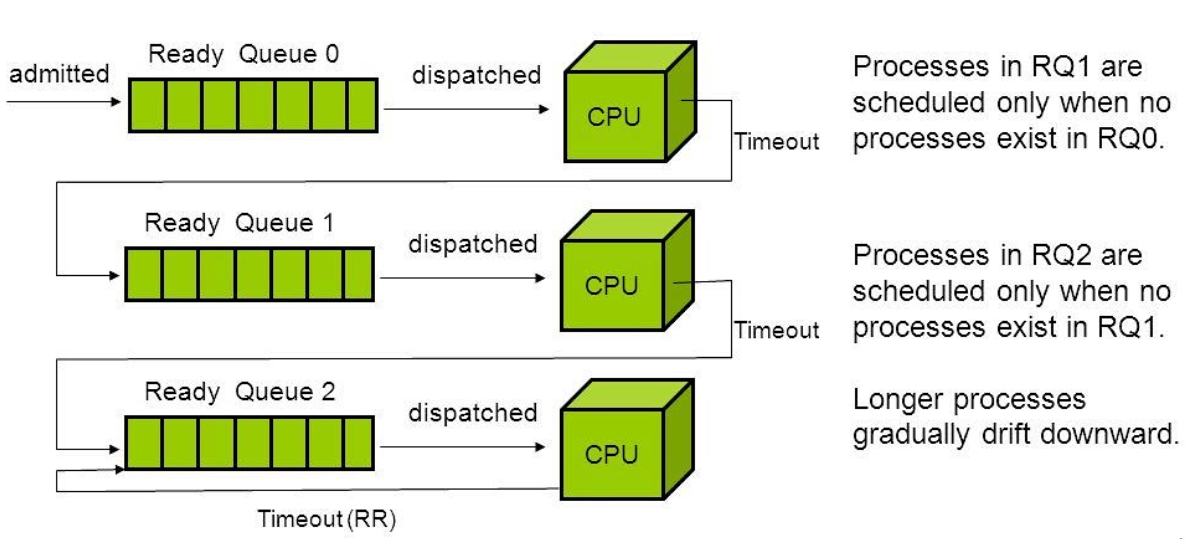 Ready Queue 0
admitted
dispatched
CPU
Timeout
Processes in RQ1 are
scheduled only when no
processes exist in RQ0.
Ready Queue 1
dispatched
CPU
Timeout
Processes in RQ2 are
scheduled only when no
processes exist in RQ1.
Ready Queue 2
dispatched
CPU
Timeout(RR)
Longer processes
gradually drift downward.